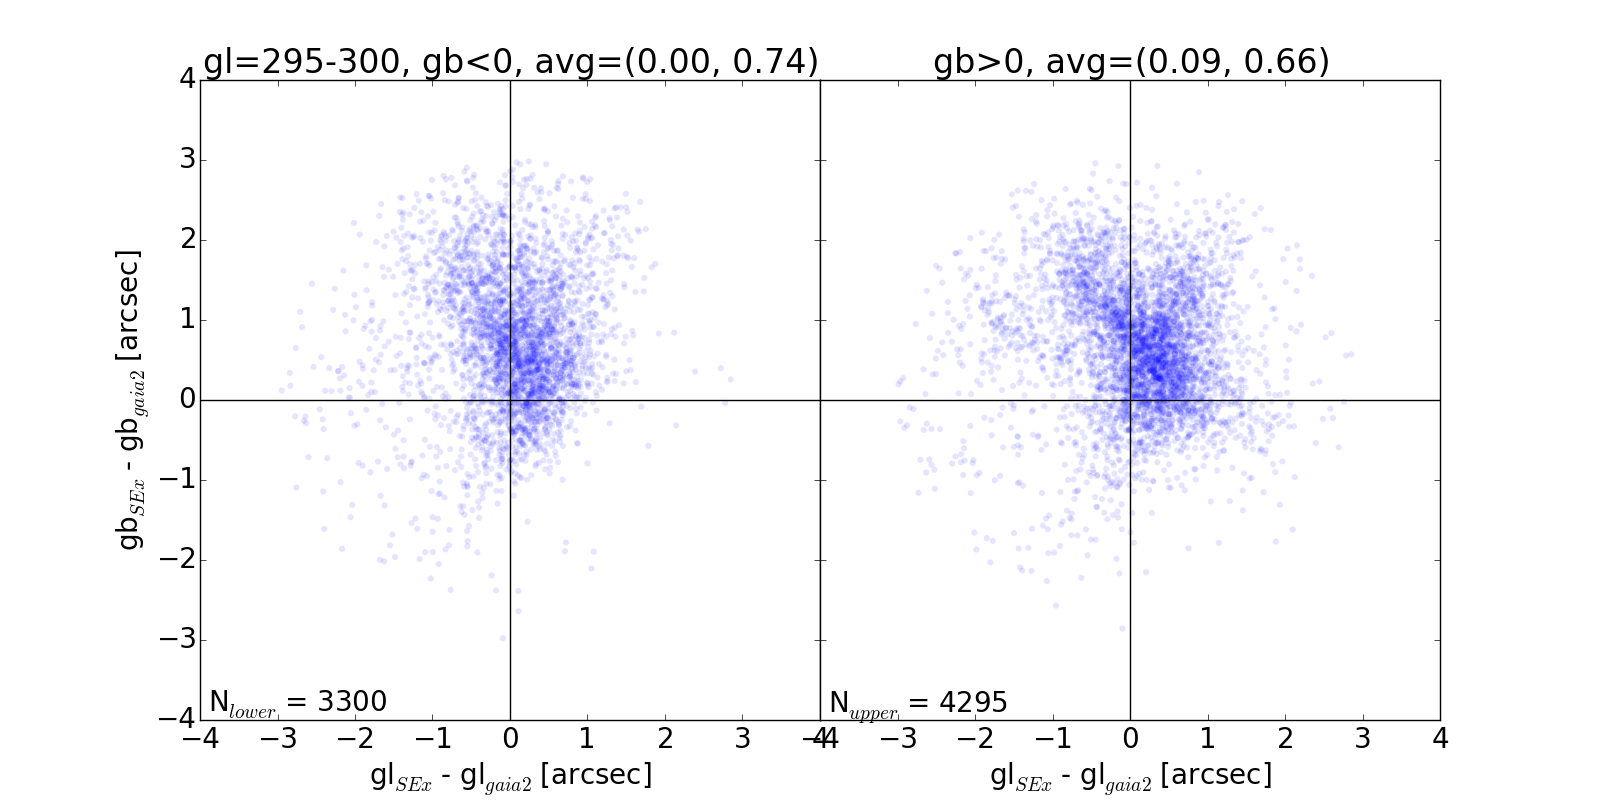 gl=295-300, gb<0, avg=(0.00, 0.74)
gb>0, avg=(0.09, 0.66)
4
3
2
1
0
−1
−2
−3
−4
gb_SEx - gb_gaia2 [arcsec]
N_lower = 3300
N_upper = 4295
−4 −3 −2 −1 0 1 2 3 4
−4 −3 −2 −1 0 1 2 3 4
gl_SEx - gl_gaia2 [arcsec]
gl_SEx - gl_gaia2 [arcsec]